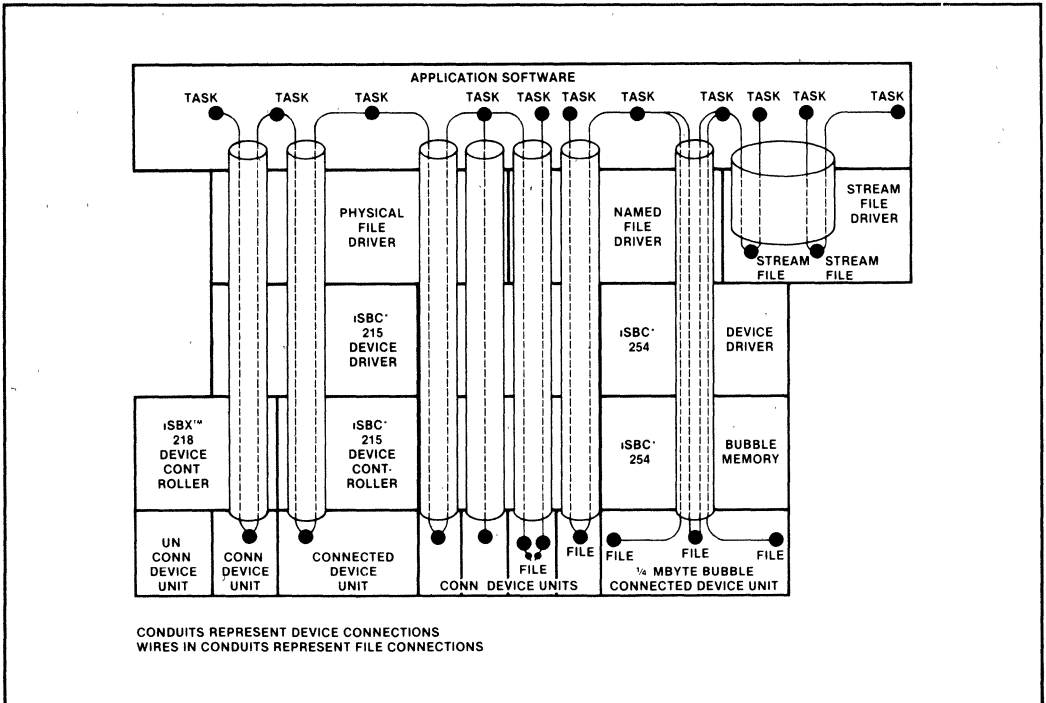 APPLICATION SOFTWARE
TASK TASK TASK TASK TASK TASK TASK TASK TASK TASK TASK
PHYSICAL
FILE
DRIVER
NAMED
FILE
DRIVER
STREAM
FILE
DRIVER
STREAM
FILE
STREAM
FILE
iSBC*
215
DEVICE
DRIVER
iSBC*
254
DEVICE
DRIVER
iSBX™
218
DEVICE
CONT
ROLLER
iSBC*
215
DEVICE
CONT-
ROLLER
iSBC*
254
BUBBLE
MEMORY
UN
CONN
DEVICE
UNIT
CONN
DEVICE
UNIT
CONNECTED
DEVICE
UNIT
FILE
FILE
CONN DEVICE UNITS
FILE
FILE
FILE
¼ MBYTE BUBBLE
CONNECTED DEVICE UNIT
CONDUITS REPRESENT DEVICE CONNECTIONS
WIRES IN CONDUITS REPRESENT FILE CONNECTIONS